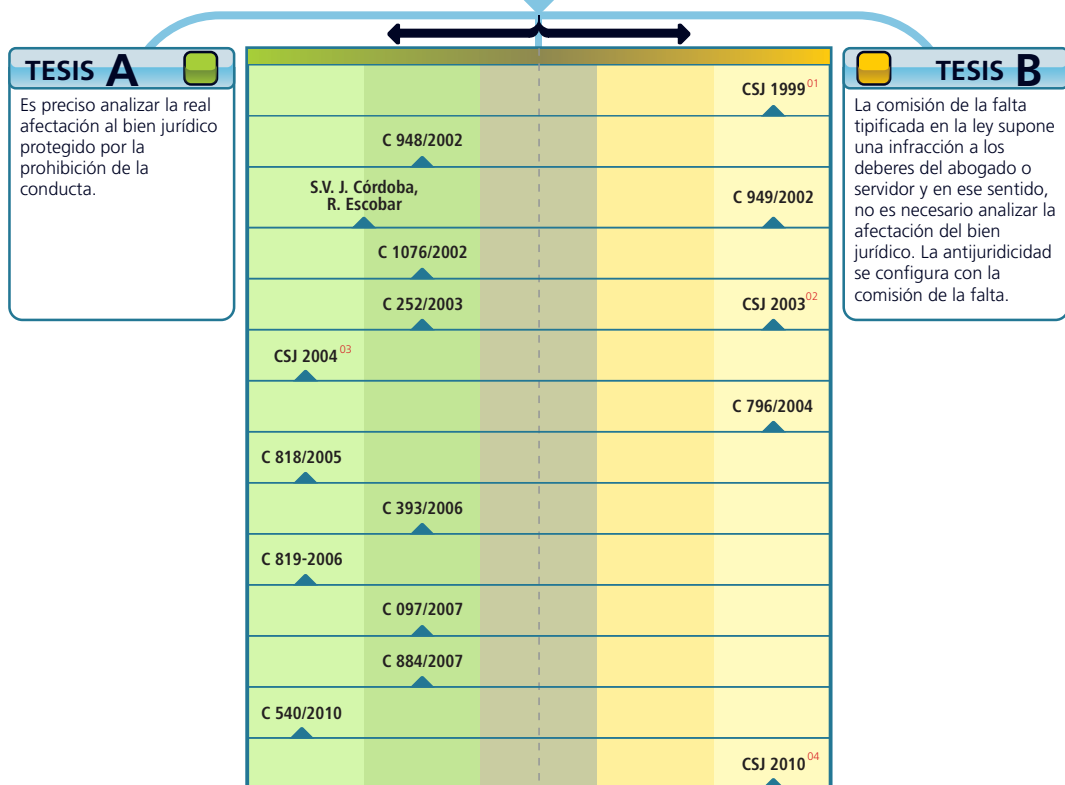 TESIS A
Es preciso analizar la real
afectación al bien jurídico
protegido por la
prohibición de la
conducta.
TESIS B
La comisión de la falta
tipificada en la ley supone
una infracción a los
deberes del abogado o
servidor y en ese sentido,
no es necesario analizar la
afectación del bien
jurídico. La antijuridicidad
se configura con la
comisión de la falta.
CSJ 1999 01
C 948/2002
S.V. J. Córdoba,
R. Escobar
C 949/2002
C 1076/2002
C 252/2003
CSJ 2003 02
CSJ 2004 03
C 796/2004
C 818/2005
C 393/2006
C 819-2006
C 097/2007
C 884/2007
C 540/2010
CSJ 2010 04